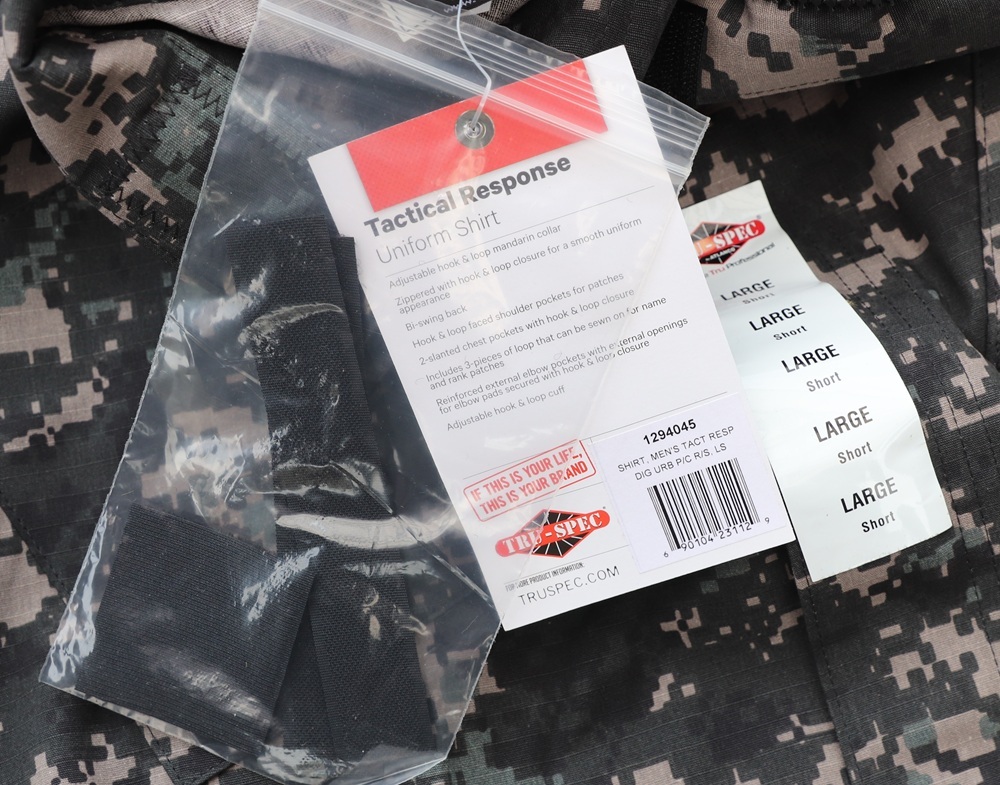 Tactical Response
Uniform Shirt
Adjustable hook & loop mandarin collar
Zippered with hook & loop closure for a smooth uniform
appearance
Bi-swing back
Hook & loop faced shoulder pockets for patches
2-slanted chest pockets with hook & loop closure
Includes 3-pieces of loop that can be sewn on for name
and rank patches
Reinforced external elbow pockets with external openings
for elbow pads secured with hook & loop closure
Adjustable hook & loop cuff
IF THIS IS YOUR LIFE,
THIS IS YOUR BRAND
TRU-SPEC
FOR MORE PRODUCT INFORMATION:
TRUSPEC.COM
1294045
SHIRT, MEN'S TACT RESP
DIG URB P/C R/S, LS
6 90104 23112 9
U-SPEC
Tru Professional
LARGE
Short
LARGE
Short
LARGE
Short
LARGE
Short
LARGE
Short